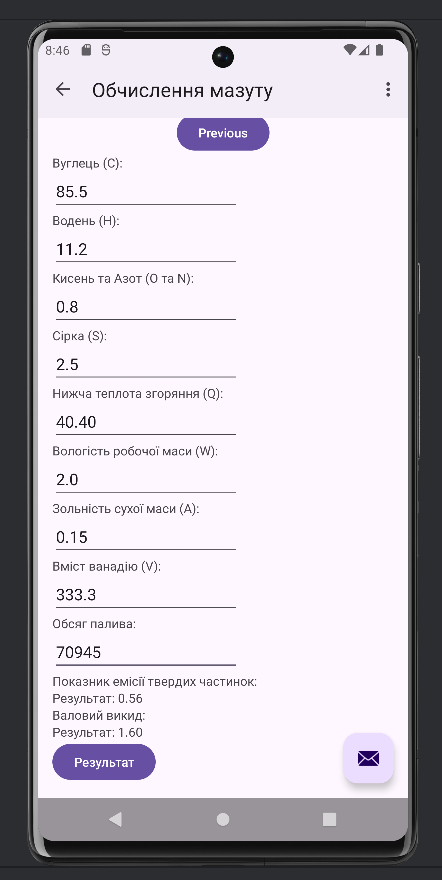 8:46
Обчислення мазуту
Previous
Вуглець (C):
85.5
Водень (H):
11.2
Кисень та Азот (O та N):
0.8
Сірка (S):
2.5
Нижча теплота згоряння (Q):
40.40
Вологість робочої маси (W):
2.0
Зольність сухої маси (A):
0.15
Вміст ванадію (V):
333.3
Обсяг палива:
70945
Показник емісії твердих частинок:
Результат: 0.56
Валовий викид:
Результат: 1.60
Результат